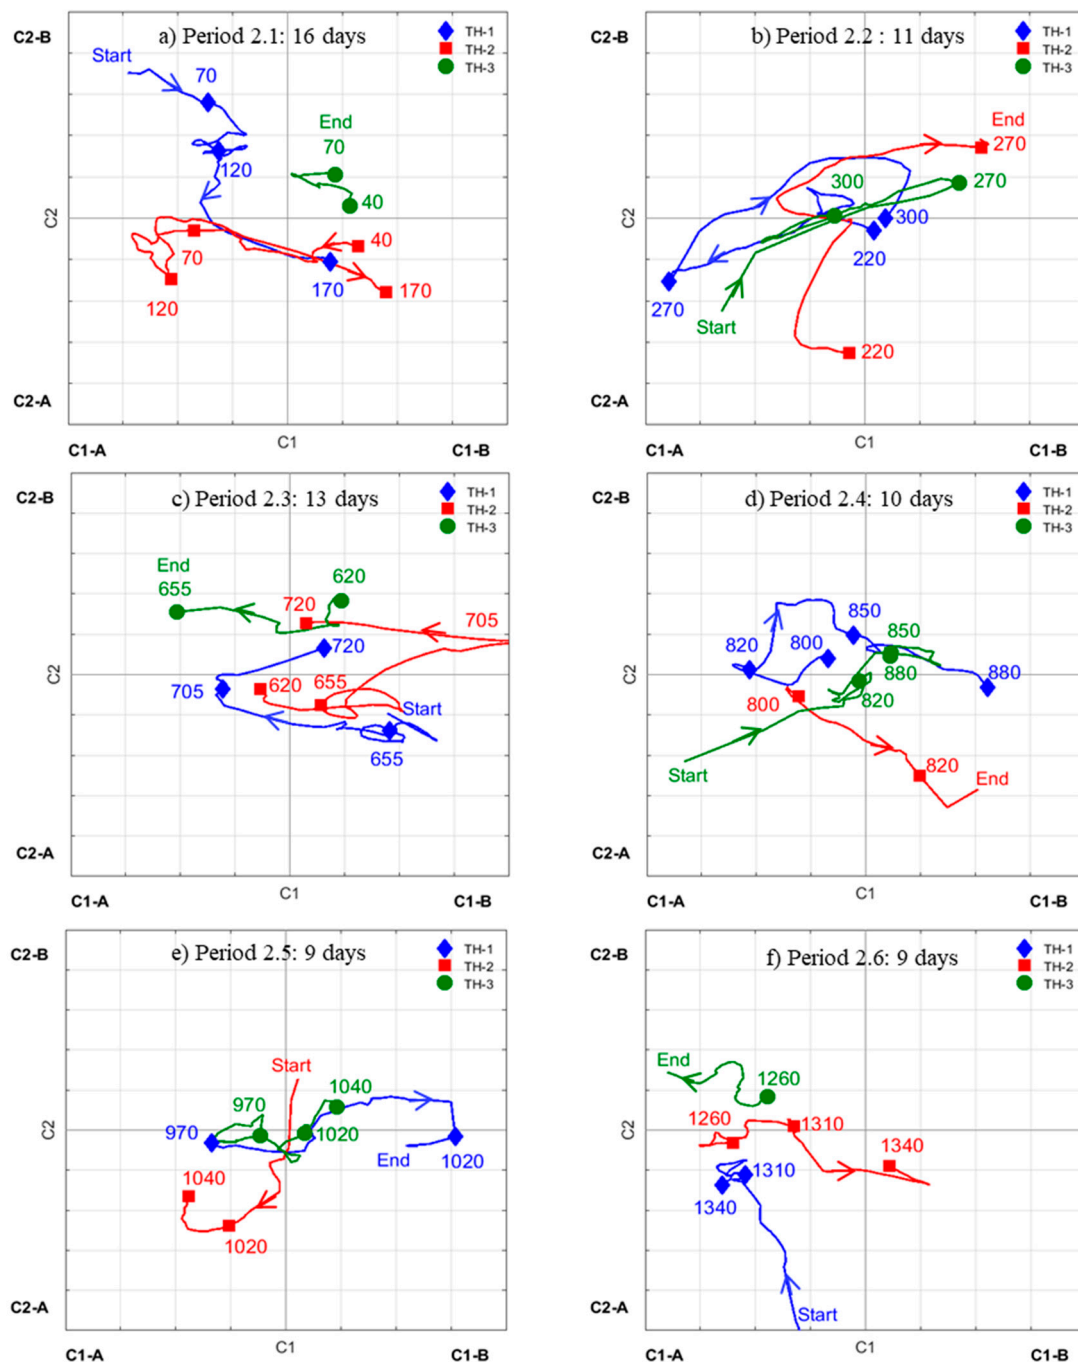 C2-B
a) Period 2.1: 16 days
TH-1
TH-2
TH-3
Start
70
120
End
70
40
C2
40
70
120
170
170
C2-A
C1-A
C1
C1-B
C2-B
b) Period 2.2 : 11 days
TH-1
TH-2
TH-3
End
270
300
270
C2
300
220
270
Start
220
C2-A
C1-A
C1
C1-B
C2-B
c) Period 2.3: 13 days
TH-1
TH-2
TH-3
End
655
620
720
705
720
C2
705
620
655
Start
655
C2-A
C1-A
C1
C1-B
C2-B
d) Period 2.4: 10 days
TH-1
TH-2
TH-3
850
850
820
800
880
880
C2
800
820
Start
820
End
C2-A
C1-A
C1
C1-B
C2-B
e) Period 2.5: 9 days
TH-1
TH-2
TH-3
Start
1040
970
970
1020
C2
End
1020
1040
1020
C2-A
C1-A
C1
C1-B
C2-B
f) Period 2.6: 9 days
TH-1
TH-2
TH-3
End
1260
1260
1310
C2
1340
1310
1340
Start
C2-A
C1-A
C1
C1-B